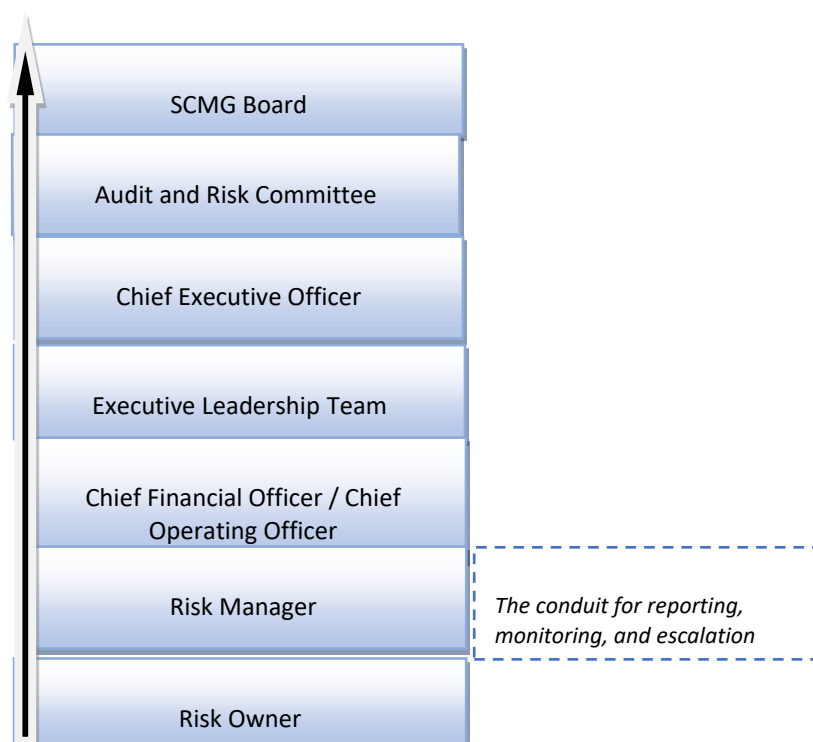 SCMG Board
Audit and Risk Committee
Chief Executive Officer
Executive Leadership Team
Chief Financial Officer / Chief
Operating Officer
Risk Manager
The conduit for reporting,
monitoring, and escalation
Risk Owner